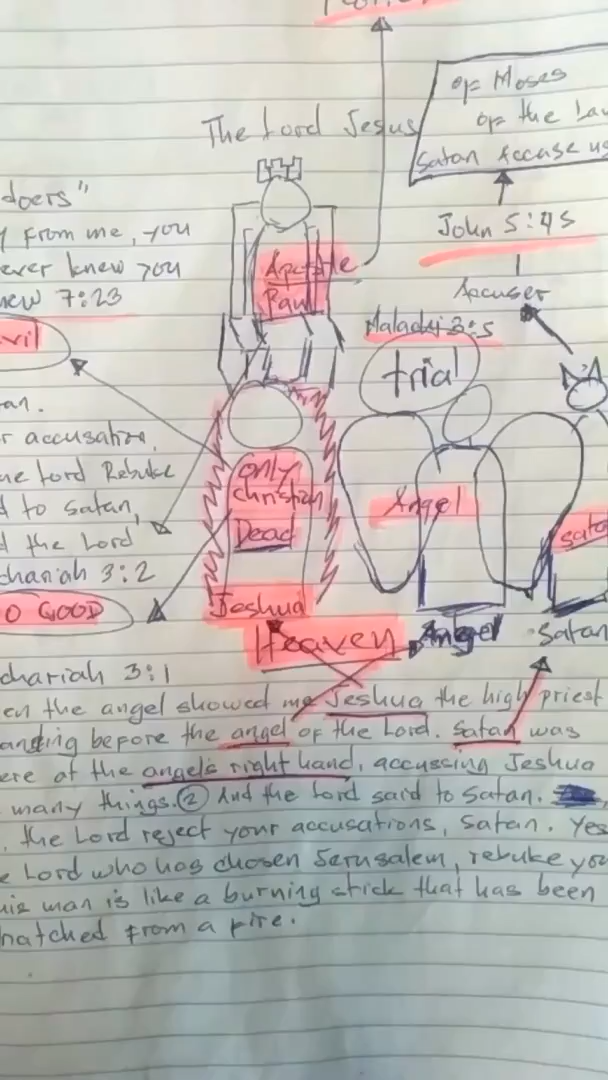 of Moses
of the Law
Satan Accuse us
The Lord Jesus
doers"
John 5:45
from me, you
ever knew you
Apostle
Accuser
hew 7:23
Paul
Malachi 3:5
vil
trial
an.
r accusation,
only
he Lord Rebuke
christian
Angel
d to satan,
Dead
sata
d the Lord"
chariah 3:2
O GOOD
Jeshua
Heaven
Angel
Satan
chariah 3:1
en the angel showed me Jeshua the high priest
anding before the angel of the Lord. Satan was
ere at the angel's right hand, accussing Jeshua
many things.② And the Lord said to Satan.
, the Lord reject your accusations, Satan. Yes
e Lord who has chosen Jerusalem, rebuke you
his man is like a burning stick that has been
natched from a fire.